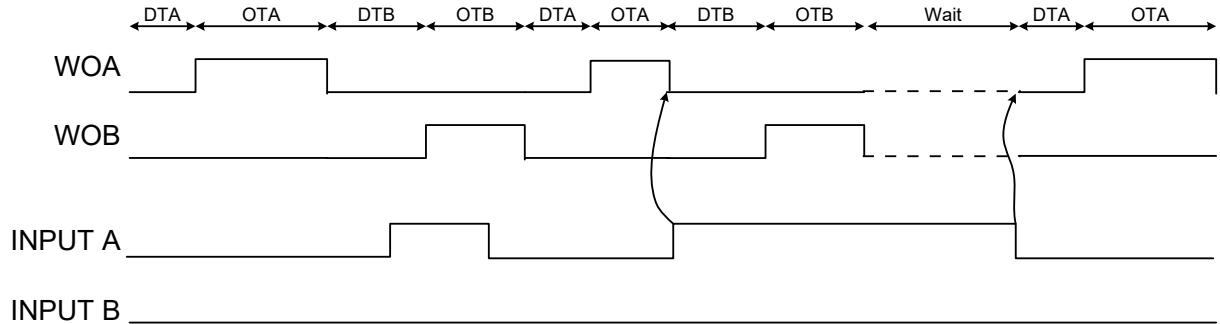 DTA OTA DTB OTB DTA OTA DTB OTB Wait DTA OTA
WOA
WOB
INPUT A
INPUT B